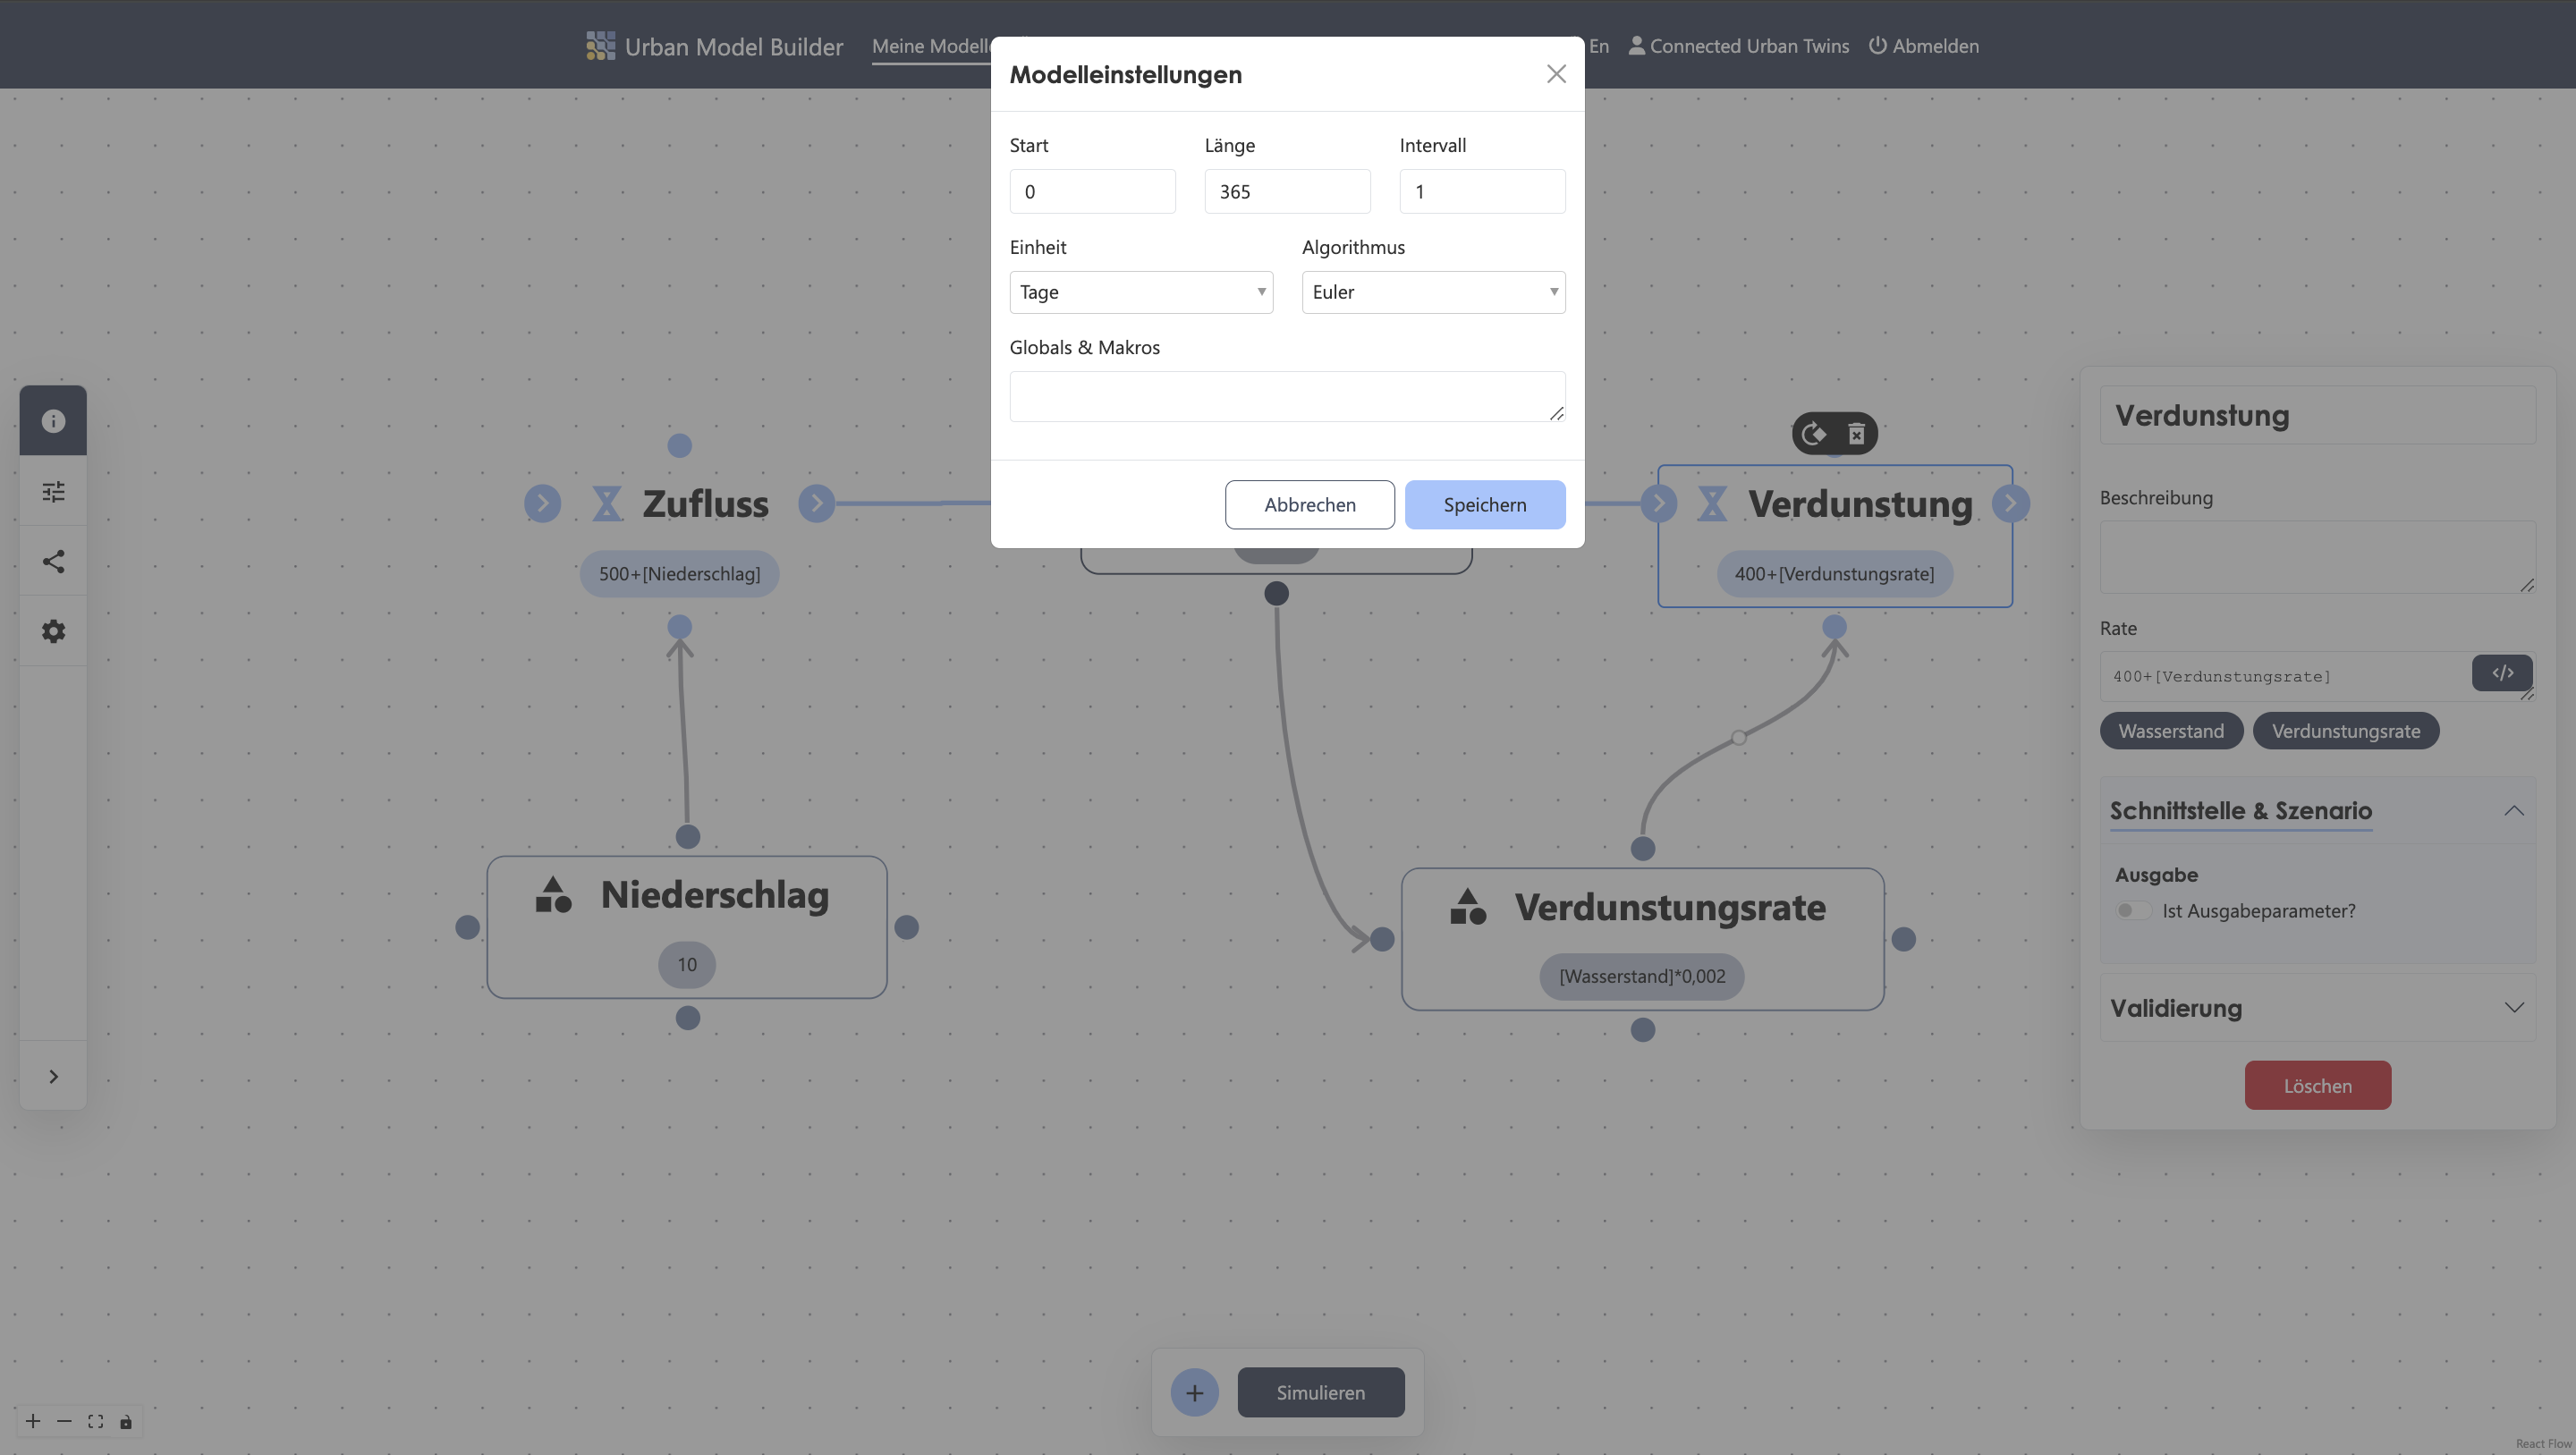 Urban Model Builder
Meine Modelle
En
Connected Urban Twins
Abmelden
Modelleinstellungen
Start
Länge
Intervall
0
365
1
Einheit
Algorithmus
Tage
Euler
Globals & Makros
Abbrechen
Speichern
Zufluss
500+[Niederschlag]
Verdunstung
400+[Verdunstungsrate]
Niederschlag
10
Verdunstungsrate
[Wasserstand]*0,002
Verdunstung
Beschreibung
Rate
400+[Verdunstungsrate]
</>
Wasserstand
Verdunstungsrate
Schnittstelle & Szenario
Ausgabe
Ist Ausgabeparameter?
Validierung
Löschen
Simulieren
React Flow